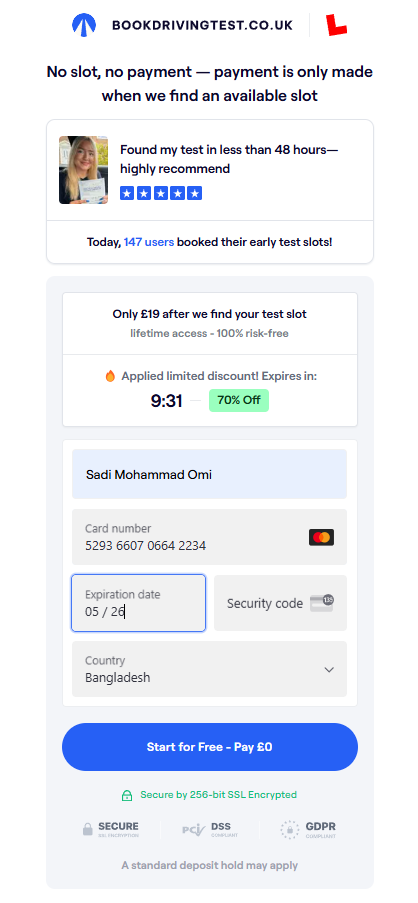 BOOKDRIVINGTEST.CO.UK
No slot, no payment — payment is only made
when we find an available slot
Found my test in less than 48 hours—
highly recommend
Today, 147 users booked their early test slots!
Only £19 after we find your test slot
lifetime access - 100% risk-free
🔥 Applied limited discount! Expires in:
9:31 — 70% Off
Sadi Mohammad Omi
Card number
5293 6607 0664 2234
Expiration date
05 / 26
Security code
135
Country
Bangladesh
Start for Free - Pay £0
Secure by 256-bit SSL Encrypted
SECURE
SSL ENCRYPTION
PCI DSS
COMPLIANT
GDPR
COMPLIANT
A standard deposit hold may apply